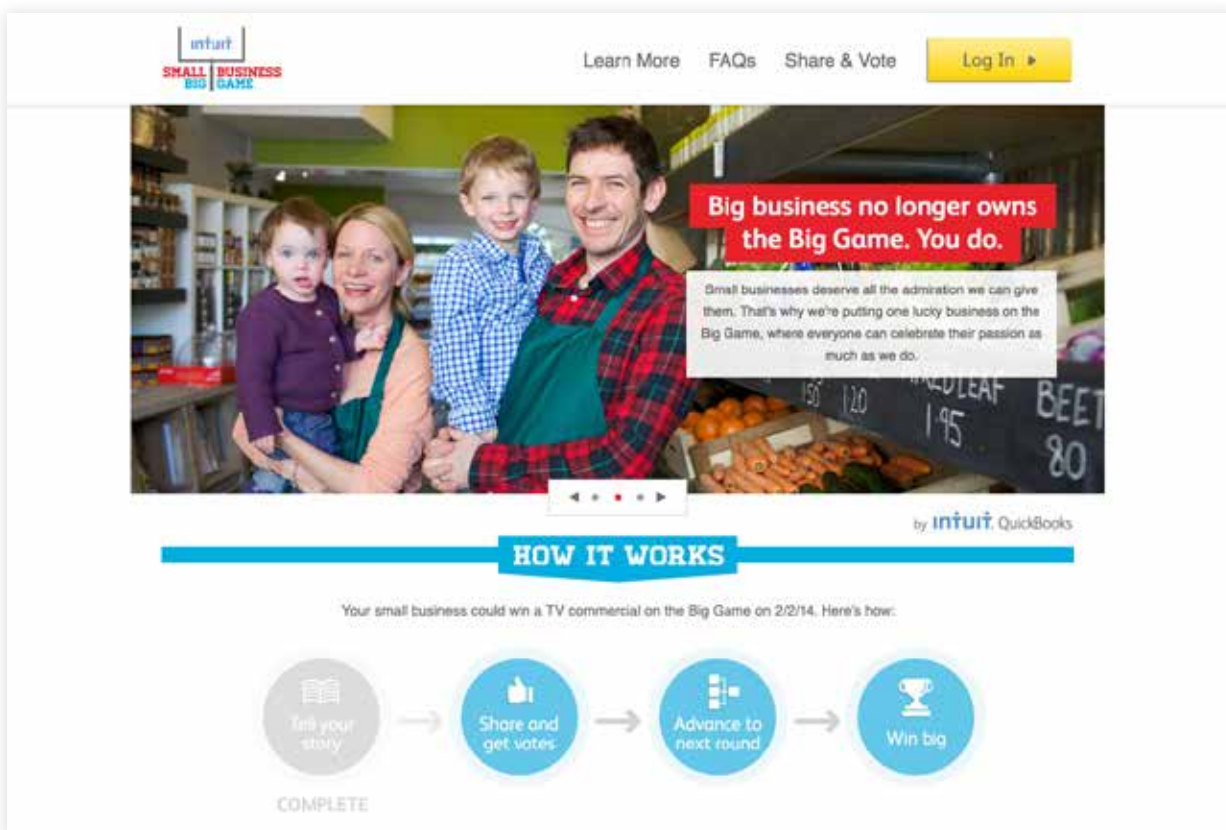 intuit
SMALL BUSINESS
BIG GAME
Learn More FAQs Share & Vote Log In
Big business no longer owns
the Big Game. You do.
Small businesses deserve all the admiration we can give
them. That's why we're putting one lucky business on the
Big Game, where everyone can celebrate their passion as
much as we do.
150 120
LEAF
1.95
BEET
80
by intuit. QuickBooks
HOW IT WORKS
Your small business could win a TV commercial on the Big Game on 2/2/14. Here's how:
Tell your
story
Share and
get votes
Advance to
next round
Win big
COMPLETE